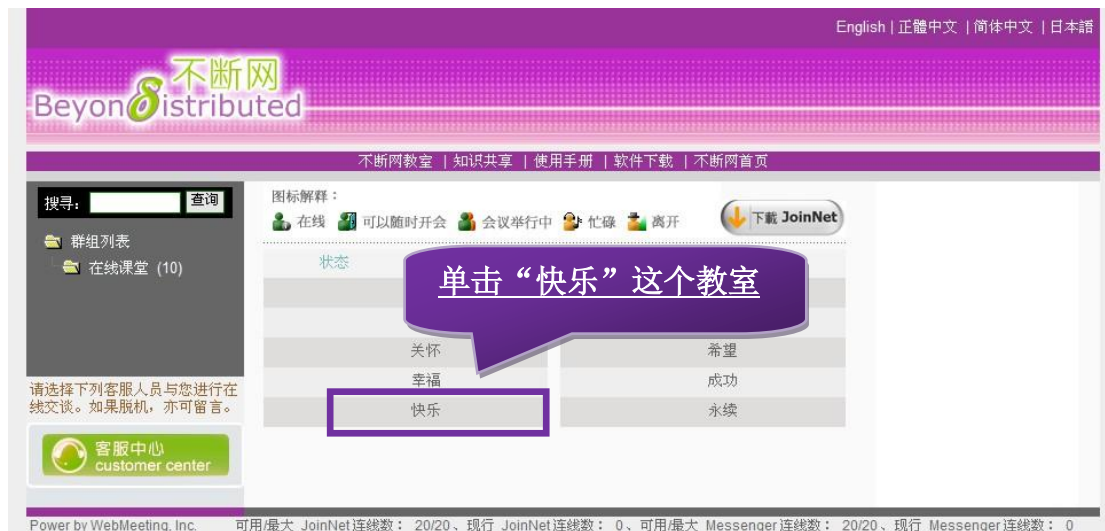 English | 正體中文 | 简体中文 | 日本語
不断网
Beyondistributed
不断网教室 | 知识共享 | 使用手册 | 软件下载 | 不断网首页
搜寻: 查询
群组列表
在线课堂 (10)
请选择下列客服人员与您进行在
线交谈。如果脱机，亦可留言。
客服中心
customer center
图标解释：
在线 可以随时开会 会议举行中 忙碌 离开
下載 JoinNet
状态
单击“快乐”这个教室
关怀 希望
幸福 成功
快乐 永续
Power by WebMeeting, Inc. 可用/最大 JoinNet连线数： 20/20、现行 JoinNet连线数： 0、可用/最大 Messenger连线数： 20/20、现行 Messenger连线数： 0